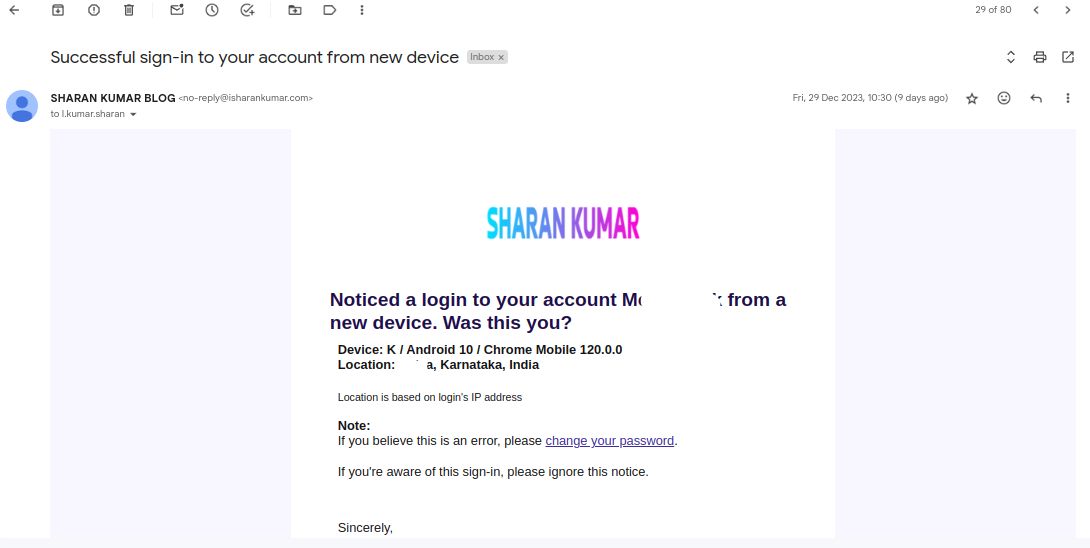 29 of 80
Successful sign-in to your account from new device Inbox ×
SHARAN KUMAR BLOG <no-reply@isharankumar.com> Fri, 29 Dec 2023, 10:30 (9 days ago)
to I.kumar.sharan
SHARAN KUMAR
Noticed a login to your account from a
new device. Was this you?
Device: K / Android 10 / Chrome Mobile 120.0.0
Location: Karnataka, India
Location is based on login's IP address
Note:
If you believe this is an error, please change your password.
If you're aware of this sign-in, please ignore this notice.
Sincerely,